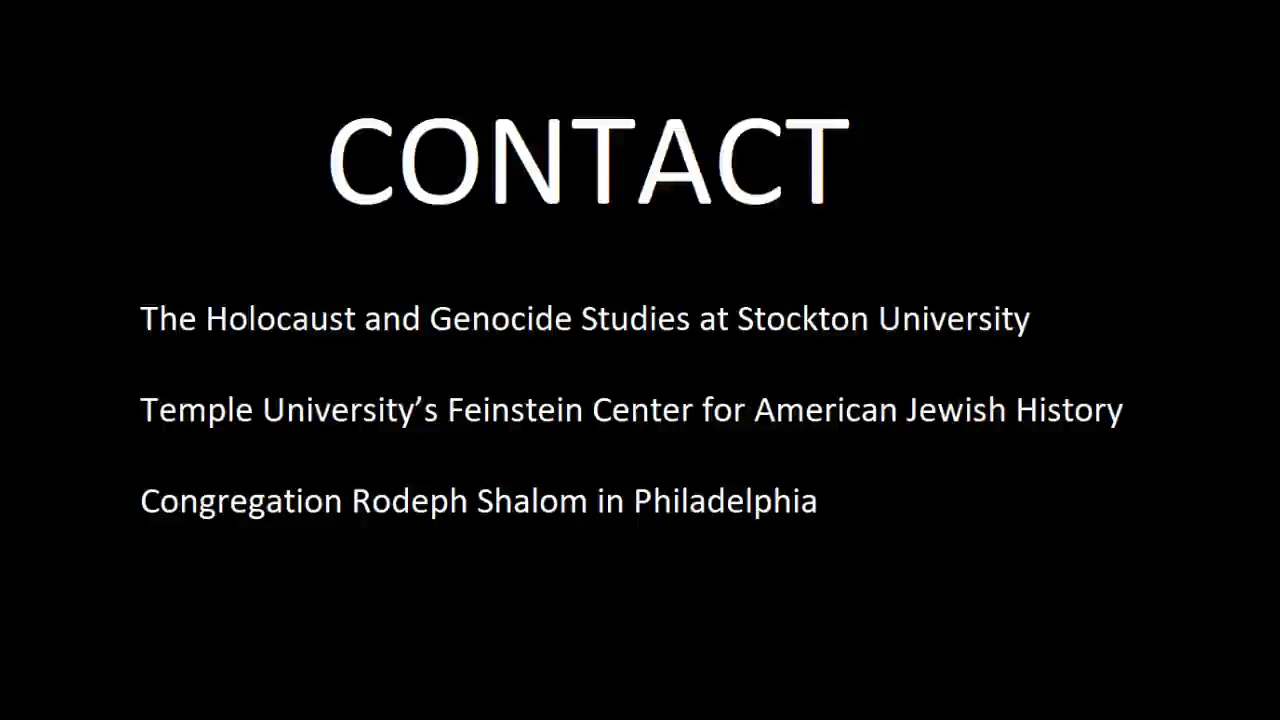 CONTACT
The Holocaust and Genocide Studies at Stockton University
Temple University’s Feinstein Center for American Jewish History
Congregation Rodeph Shalom in Philadelphia